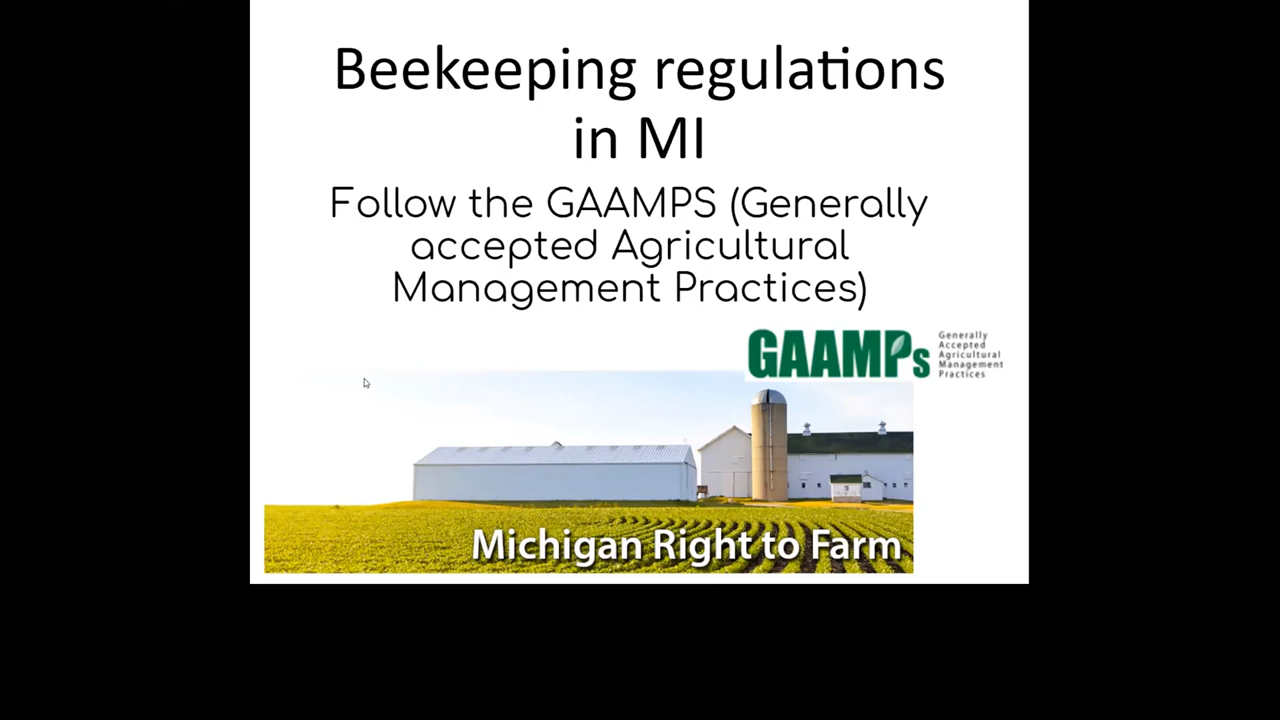 Beekeeping regulations
in MI
Follow the GAAMPS (Generally
accepted Agricultural
Management Practices)
GAAMPs
Generally
Accepted
Agricultural
Management
Practices
Michigan Right to Farm